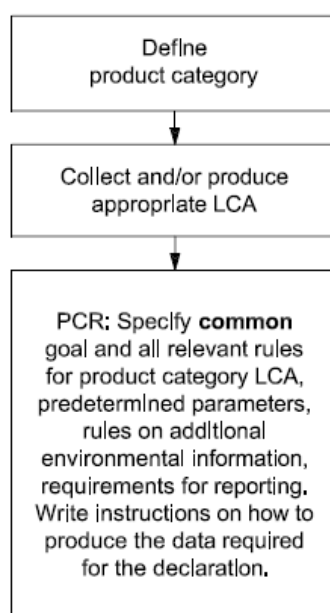 Define
product category
Collect and/or produce
appropriate LCA
PCR: Specify common
goal and all relevant rules
for product category LCA,
predetermined parameters,
rules on additional
environmental information,
requirements for reporting.
Write instructions on how to
produce the data required
for the declaration.